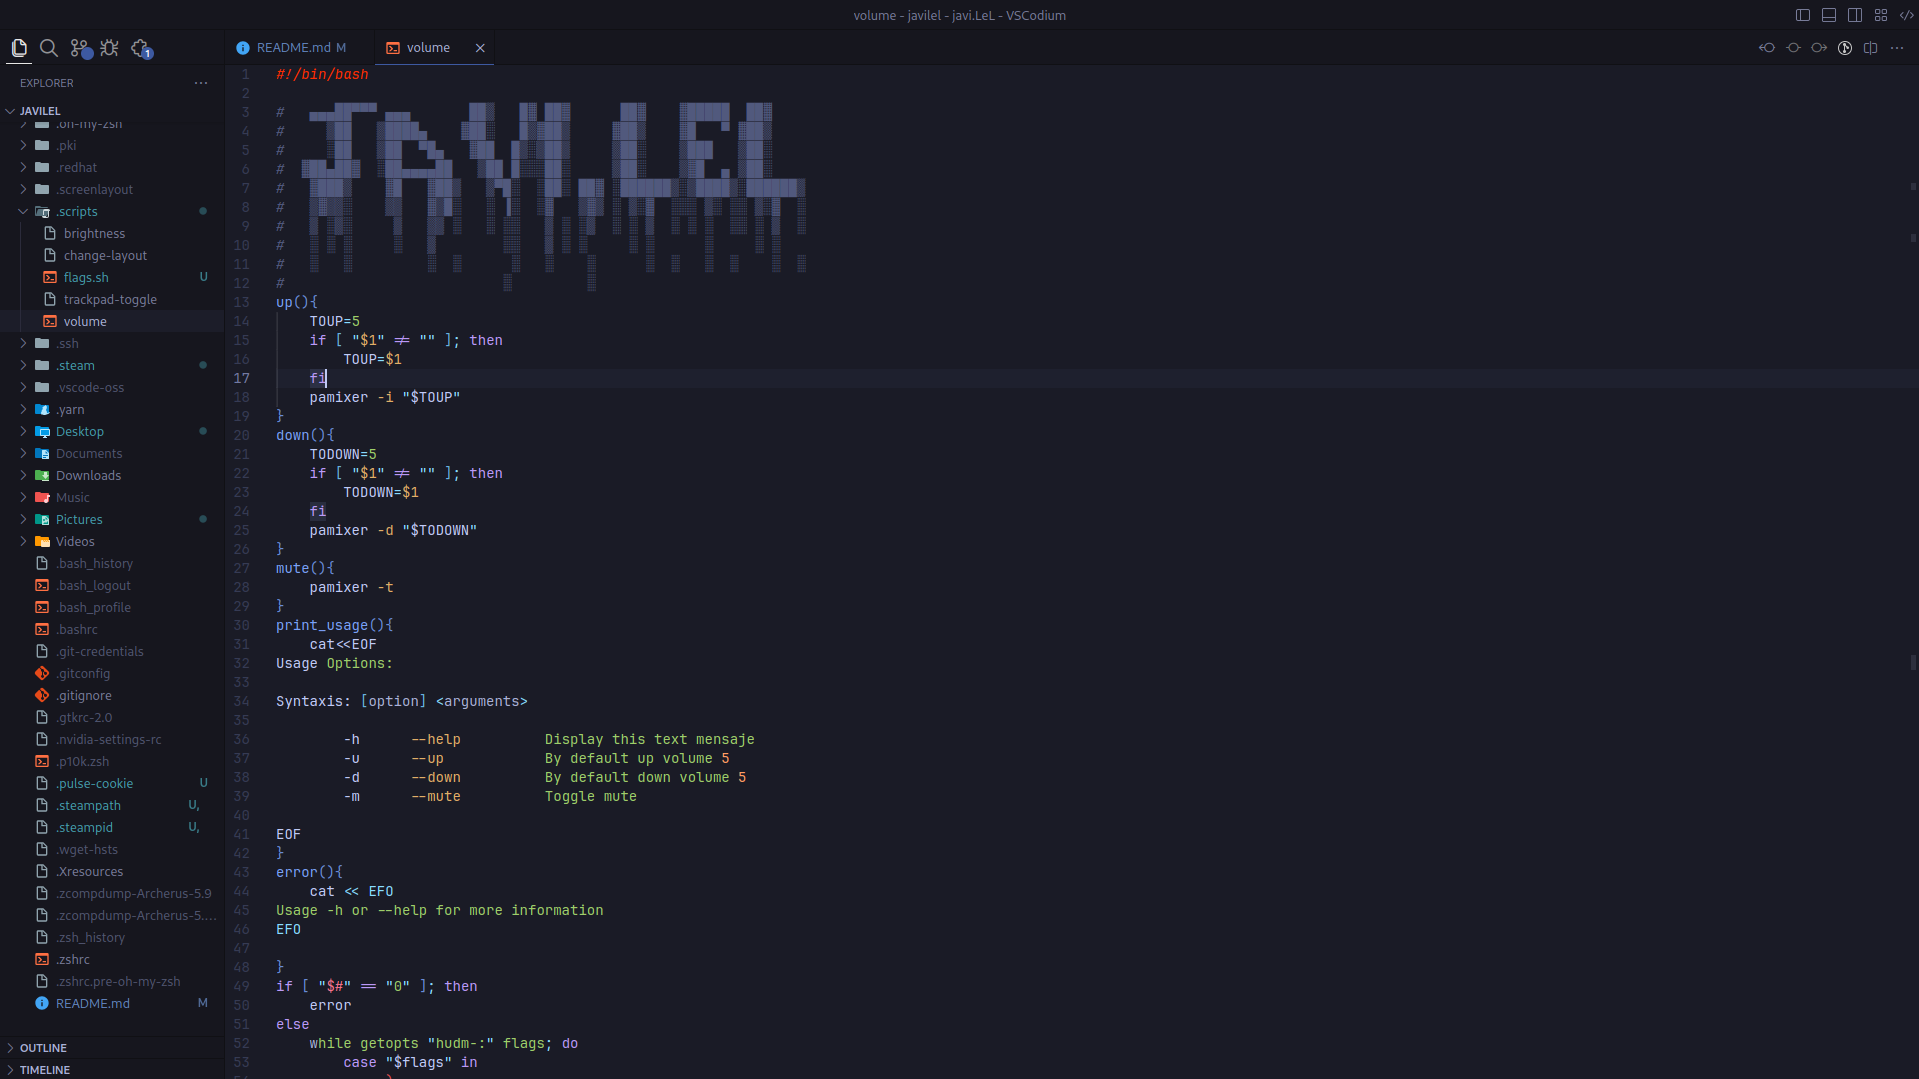 volume - javilel - javi.LeL - VSCodium
1
README.md M
volume
EXPLORER
JAVILEL
.oh-my-zsh
.pki
.redhat
.screenlayout
.scripts
brightness
change-layout
flags.sh U
trackpad-toggle
volume
.ssh
.steam
.vscode-oss
.yarn
Desktop
Documents
Downloads
Music
Pictures
Videos
.bash_history
.bash_logout
.bash_profile
.bashrc
.git-credentials
.gitconfig
.gitignore
.gtkrc-2.0
.nvidia-settings-rc
.p10k.zsh
.pulse-cookie U
.steampath U,
.steampid U,
.wget-hsts
.Xresources
.zcompdump-Archerus-5.9
.zcompdump-Archerus-5....
.zsh_history
.zshrc
.zshrc.pre-oh-my-zsh
README.md M
OUTLINE
TIMELINE
1 #!/bin/bash
2
3 #
4 #
5 #
6 #
7 #
8 #
9 #
10 #
11 #
12 #
13 up(){
14 TOUP=5
15 if [ "$1" != "" ]; then
16 TOUP=$1
17 fi
18 pamixer -i "$TOUP"
19 }
20 down(){
21 TODOWN=5
22 if [ "$1" != "" ]; then
23 TODOWN=$1
24 fi
25 pamixer -d "$TODOWN"
26 }
27 mute(){
28 pamixer -t
29 }
30 print_usage(){
31 cat<<EOF
32 Usage Options:
33
34 Syntaxis: [option] <arguments>
35
36 -h --help Display this text mensaje
37 -u --up By default up volume 5
38 -d --down By default down volume 5
39 -m --mute Toggle mute
40
41 EOF
42 }
43 error(){
44 cat << EFO
45 Usage -h or --help for more information
46 EFO
47
48 }
49 if [ "$#" == "0" ]; then
50 error
51 else
52 while getopts "hudm-:" flags; do
53 case "$flags" in